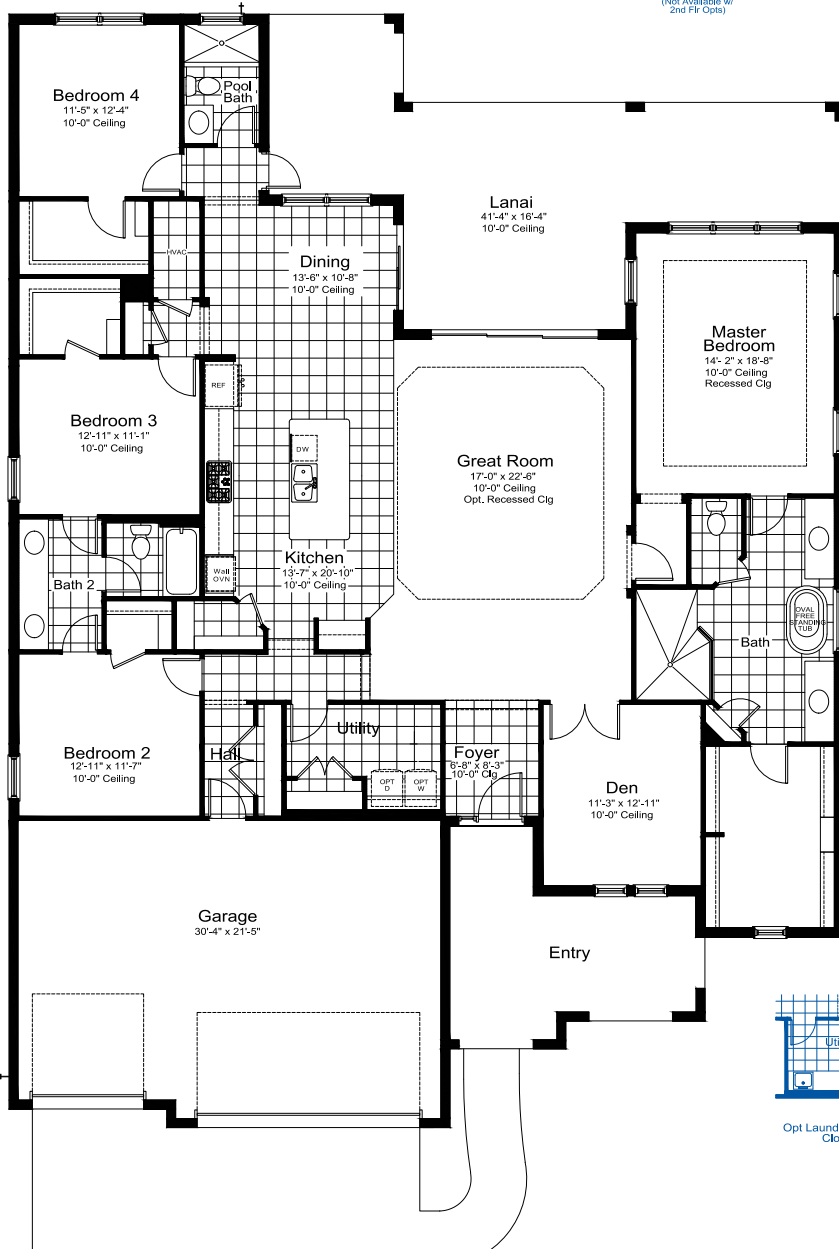 (Not Available w/
2nd Flr Opts)
Bedroom 4
11'-5" x 12'-4"
10'-0" Ceiling
Pool
Bath
Lanai
41'-4" x 16'-4"
10'-0" Ceiling
HVAC
Dining
13'-6" x 10'-8"
10'-0" Ceiling
Master
Bedroom
14'- 2" x 18'-8"
10'-0" Ceiling
Recessed Clg
REF
Bedroom 3
12'-11" x 11'-1"
10'-0" Ceiling
DW
Great Room
17'-0" x 22'-6"
10'-0" Ceiling
Opt. Recessed Clg
Kitchen
13'-7" x 20'-10"
10'-0" Ceiling
Wall
OVN
Bath 2
OVAL
FREE
STANDING
TUB
Bath
Bedroom 2
12'-11" x 11'-7"
10'-0" Ceiling
Hall
Utility
OPT
D
OPT
W
Foyer
6'-8" x 8'-3"
10'-0" Clg
Den
11'-3" x 12'-11"
10'-0" Ceiling
Garage
30'-4" x 21'-5"
Entry
Uti
Opt Laund
Clo